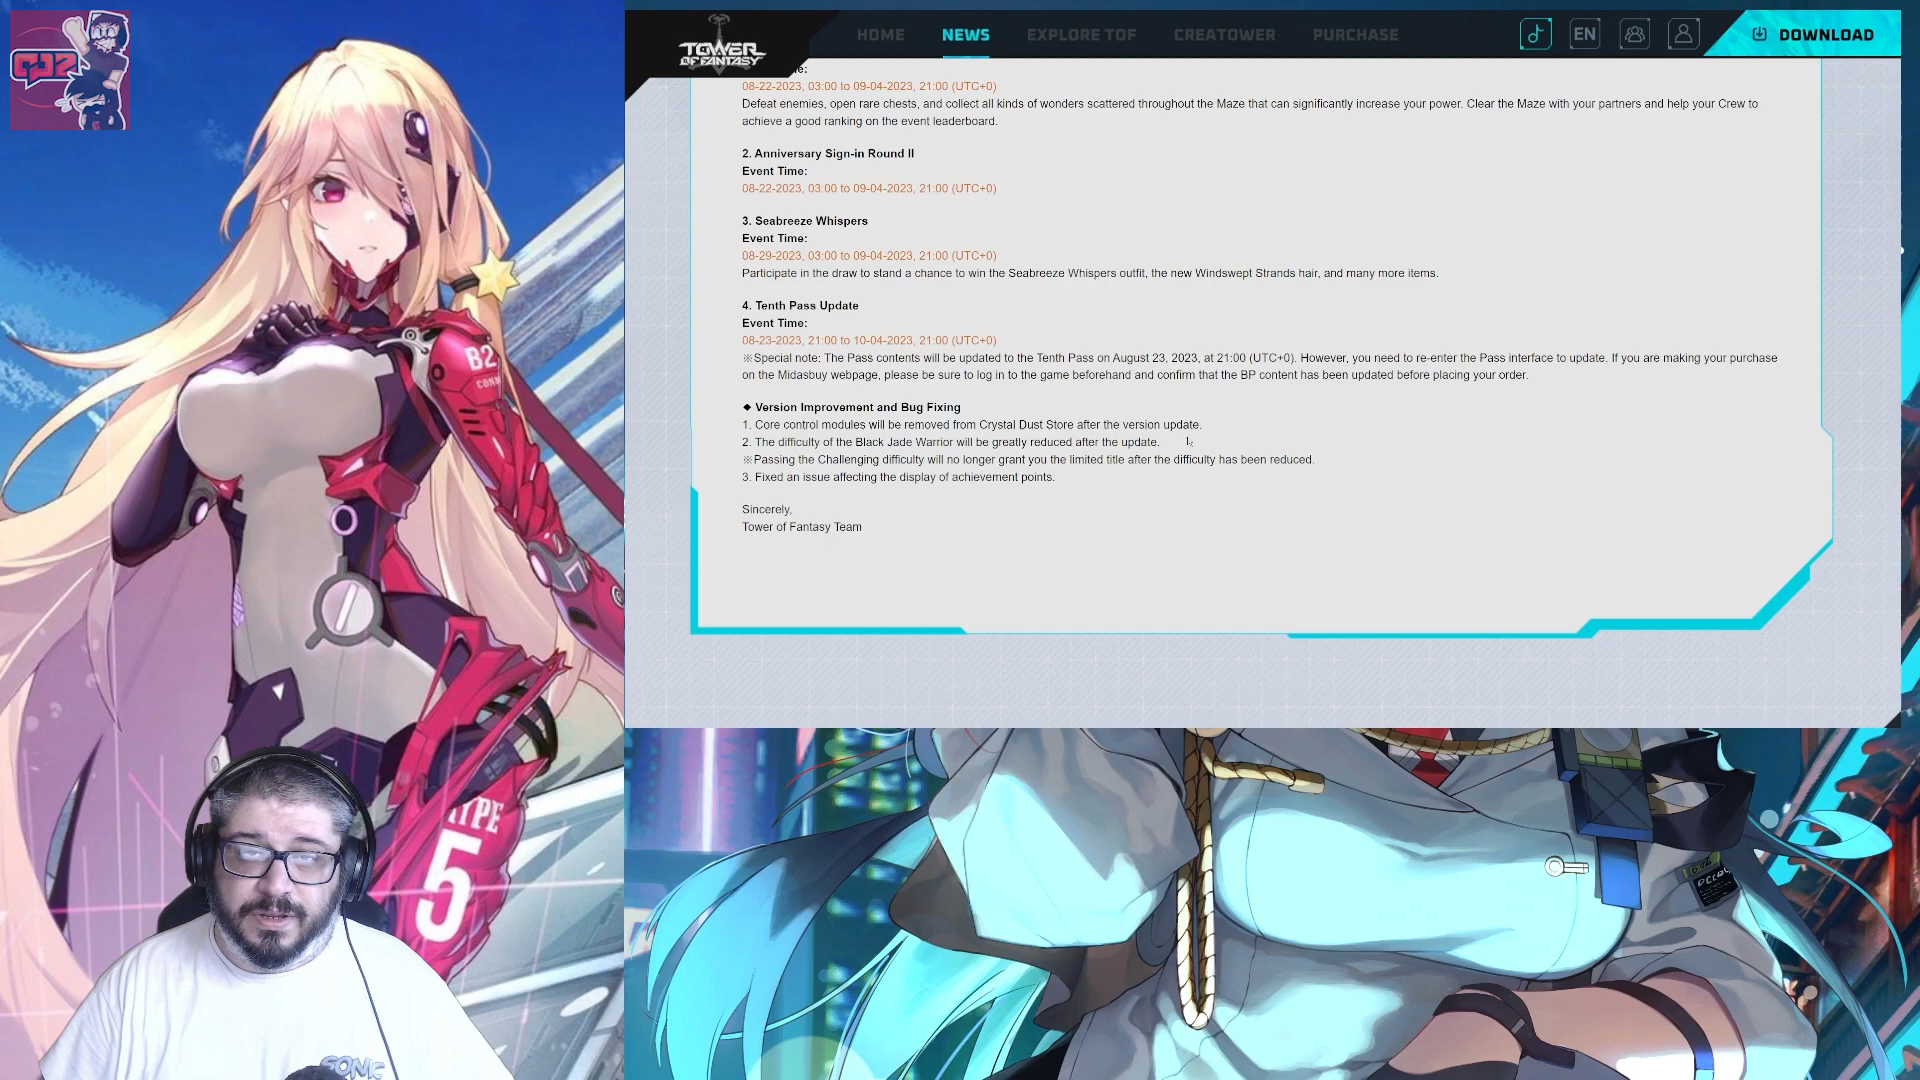 GJ2
TOWER
OF FANTASY
HOME
NEWS
EXPLORE TOF
CREATOWER
PURCHASE
EN
DOWNLOAD
08-22-2023, 03:00 to 09-04-2023, 21:00 (UTC+0)
Defeat enemies, open rare chests, and collect all kinds of wonders scattered throughout the Maze that can significantly increase your power. Clear the Maze with your partners and help your Crew to
achieve a good ranking on the event leaderboard.
2. Anniversary Sign-in Round II
Event Time:
08-22-2023, 03:00 to 09-04-2023, 21:00 (UTC+0)
3. Seabreeze Whispers
Event Time:
08-29-2023, 03:00 to 09-04-2023, 21:00 (UTC+0)
Participate in the draw to stand a chance to win the Seabreeze Whispers outfit, the new Windswept Strands hair, and many more items.
4. Tenth Pass Update
Event Time:
08-23-2023, 21:00 to 10-04-2023, 21:00 (UTC+0)
※Special note: The Pass contents will be updated to the Tenth Pass on August 23, 2023, at 21:00 (UTC+0). However, you need to re-enter the Pass interface to update. If you are making your purchase
on the Midasbuy webpage, please be sure to log in to the game beforehand and confirm that the BP content has been updated before placing your order.
◆ Version Improvement and Bug Fixing
1. Core control modules will be removed from Crystal Dust Store after the version update.
2. The difficulty of the Black Jade Warrior will be greatly reduced after the update.
※Passing the Challenging difficulty will no longer grant you the limited title after the difficulty has been reduced.
3. Fixed an issue affecting the display of achievement points.
Sincerely,
Tower of Fantasy Team
B2
5
SONIC